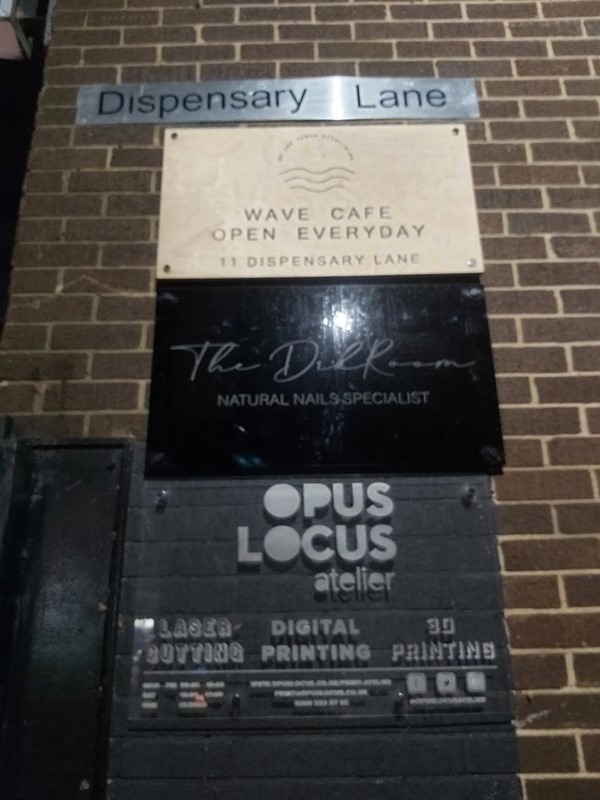 Dispensary Lane
WAVE CAFE
OPEN EVERYDAY
11 DISPENSARY LANE
The DibRoom
NATURAL NAILS SPECIALIST
OPUS
LOCUS
atelier
LASER CUTTING
DIGITAL PRINTING
3D PRINTING